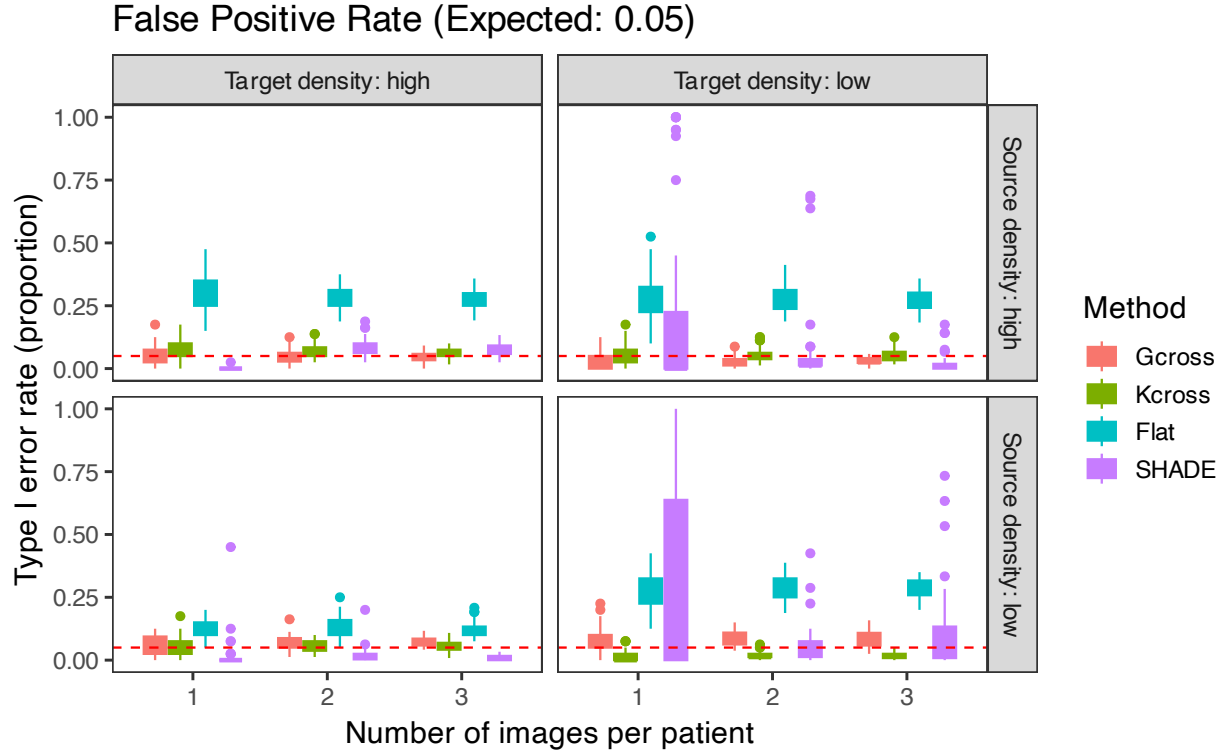 False Positive Rate (Expected: 0.05)
Target density: high
Target density: low
Source density: high
Source density: low
Type I error rate (proportion)
1.00
0.75
0.50
0.25
0.00
1.00
0.75
0.50
0.25
0.00
1
2
3
1
2
3
Number of images per patient
Method
Gcross
Kcross
Flat
SHADE